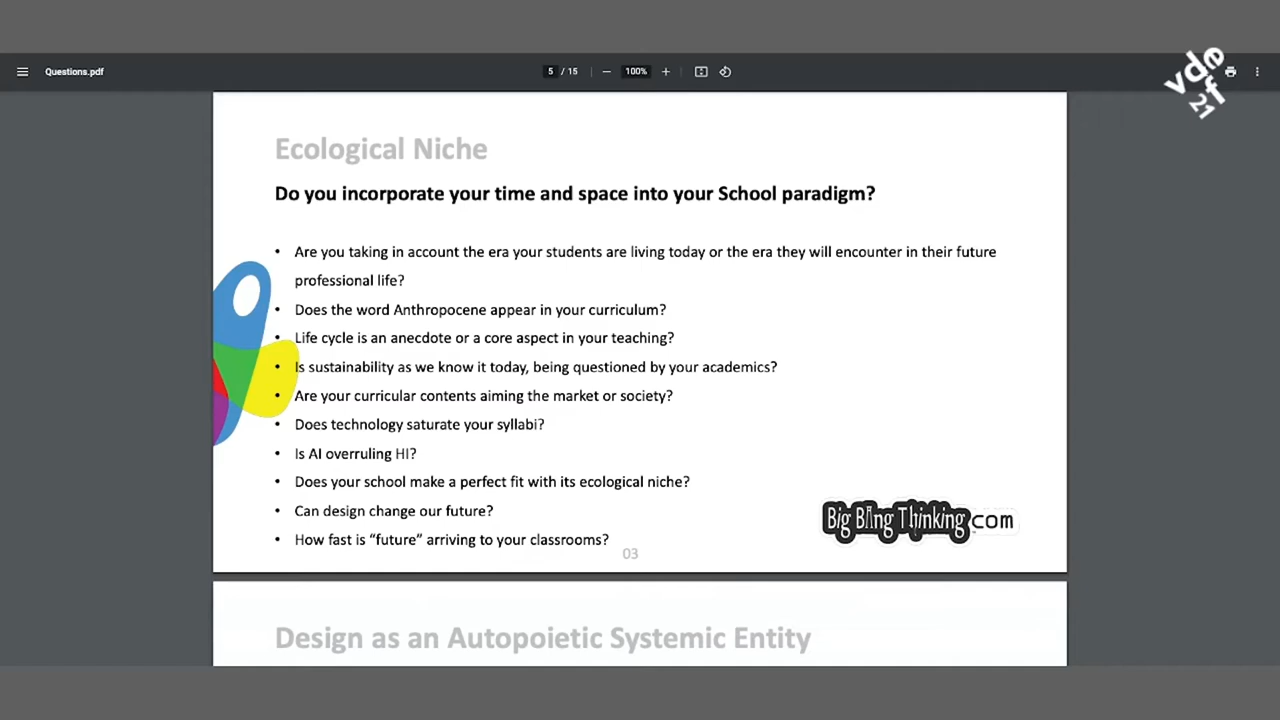 Questions.pdf
5 / 15
100%
vdef
21
Ecological Niche
Do you incorporate your time and space into your School paradigm?
• Are you taking in account the era your students are living today or the era they will encounter in their future
professional life?
• Does the word Anthropocene appear in your curriculum?
• Life cycle is an anecdote or a core aspect in your teaching?
• Is sustainability as we know it today, being questioned by your academics?
• Are your curricular contents aiming the market or society?
• Does technology saturate your syllabi?
• Is AI overruling HI?
• Does your school make a perfect fit with its ecological niche?
• Can design change our future?
• How fast is “future” arriving to your classrooms?
Big Bang Thinking.com
03
Design as an Autopoietic Systemic Entity